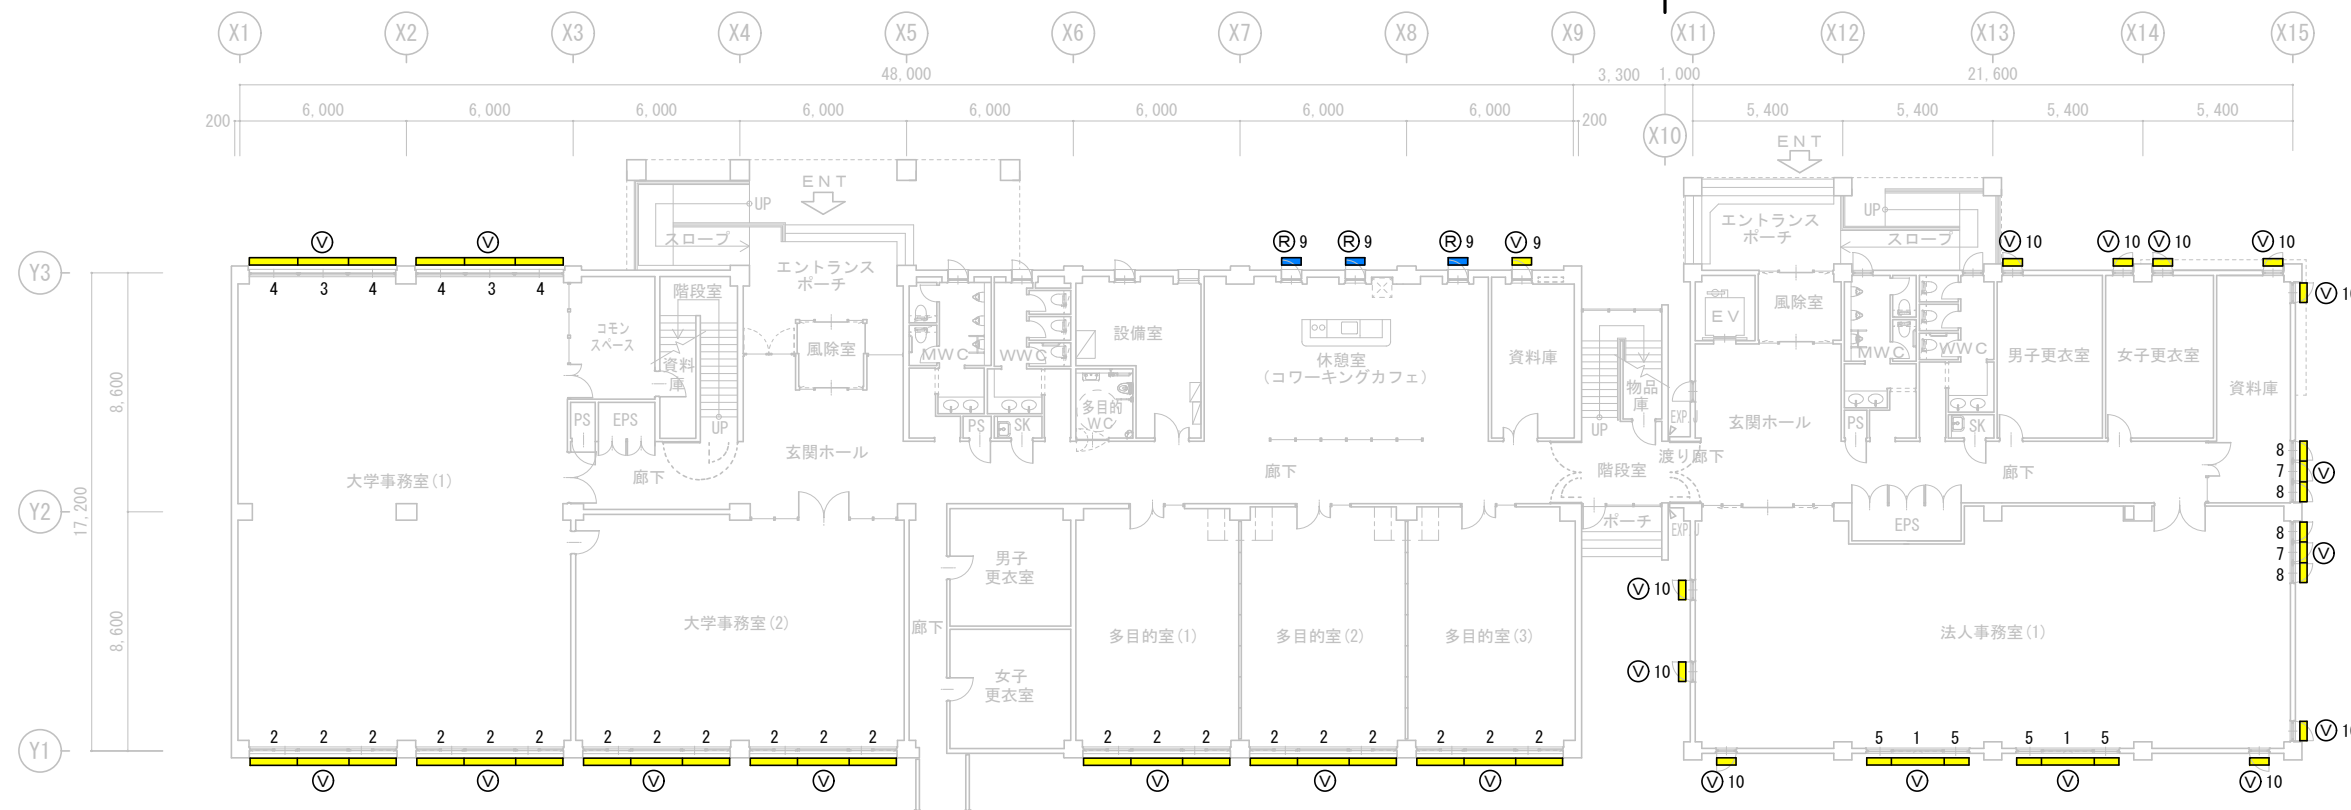 X1 X2 X3 X4 X5 X6 X7 X8 X9 X11 X12 X13 X14 X15
48,000 3,300 1,000 21,600
200 6,000 6,000 6,000 6,000 6,000 6,000 6,000 6,000 200 X10 5,400 5,400 5,400 5,400
ENT ENT
UP UP
スロープ
エントランス
ポーチ
スロープ
Ⓥ Ⓥ Ⓡ 9 Ⓡ 9 Ⓡ 9 Ⓥ 9 Ⓥ 10 Ⓥ 10 Ⓥ 10 Ⓥ 10
Y3
エントランス
ポーチ
4 3 4 4 3 4
階段室
Ⓥ
風除室
EV
コモン
スペース
設備室
風除室
MWC WWC
休憩室
(コワーキングカフェ)
資料庫
MWC WWC
男子更衣室
女子更衣室
資料
庫
物品
庫
資料庫
8,600
多目的
WC
PS EPS UP PS SK UP EXP.J PS SK
玄関ホール
玄関ホール
大学事務室(1)
廊下
廊下
階段室
渡り廊下
廊下
8
7 Ⓥ
8
17,200
Y2
ポーチ
EXP.J
EPS
8
7 Ⓥ
8
男子
更衣室
Ⓥ 10
8,600
大学事務室(2)
廊下
多目的室(1)
多目的室(2)
多目的室(3)
法人事務室(1)
女子
更衣室
Ⓥ 10
Ⓥ
Y1
2 2 2 2 2 2 2 2 2 2 2 2 2 2 2 2 2 2 2 2 2 5 1 5 5 1 5
Ⓥ Ⓥ Ⓥ Ⓥ Ⓥ Ⓥ Ⓥ Ⓥ 10 Ⓥ Ⓥ Ⓥ 10